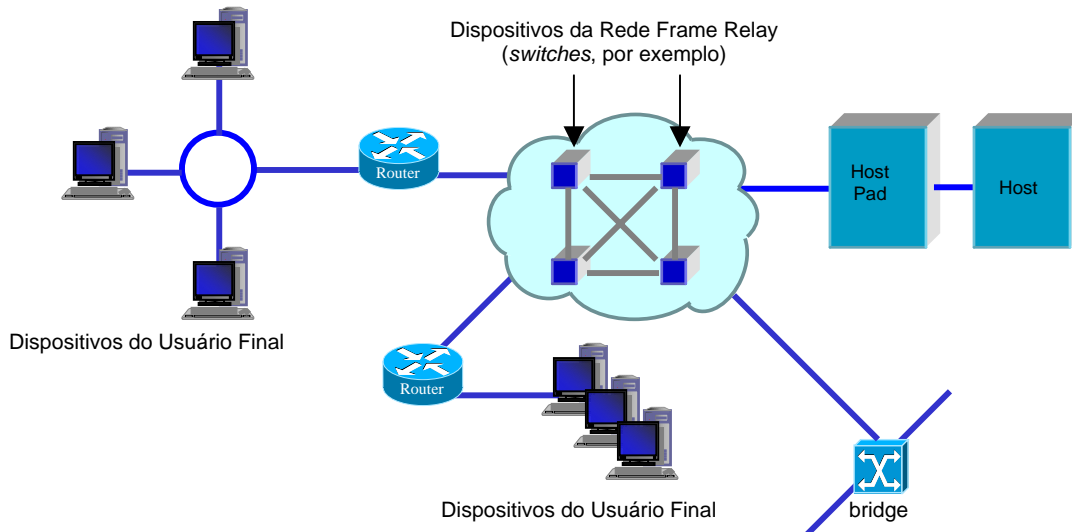 Dispositivos da Rede Frame Relay
(switches, por exemplo)
Router
Host
Pad
Host
Dispositivos do Usuário Final
Router
Dispositivos do Usuário Final
bridge